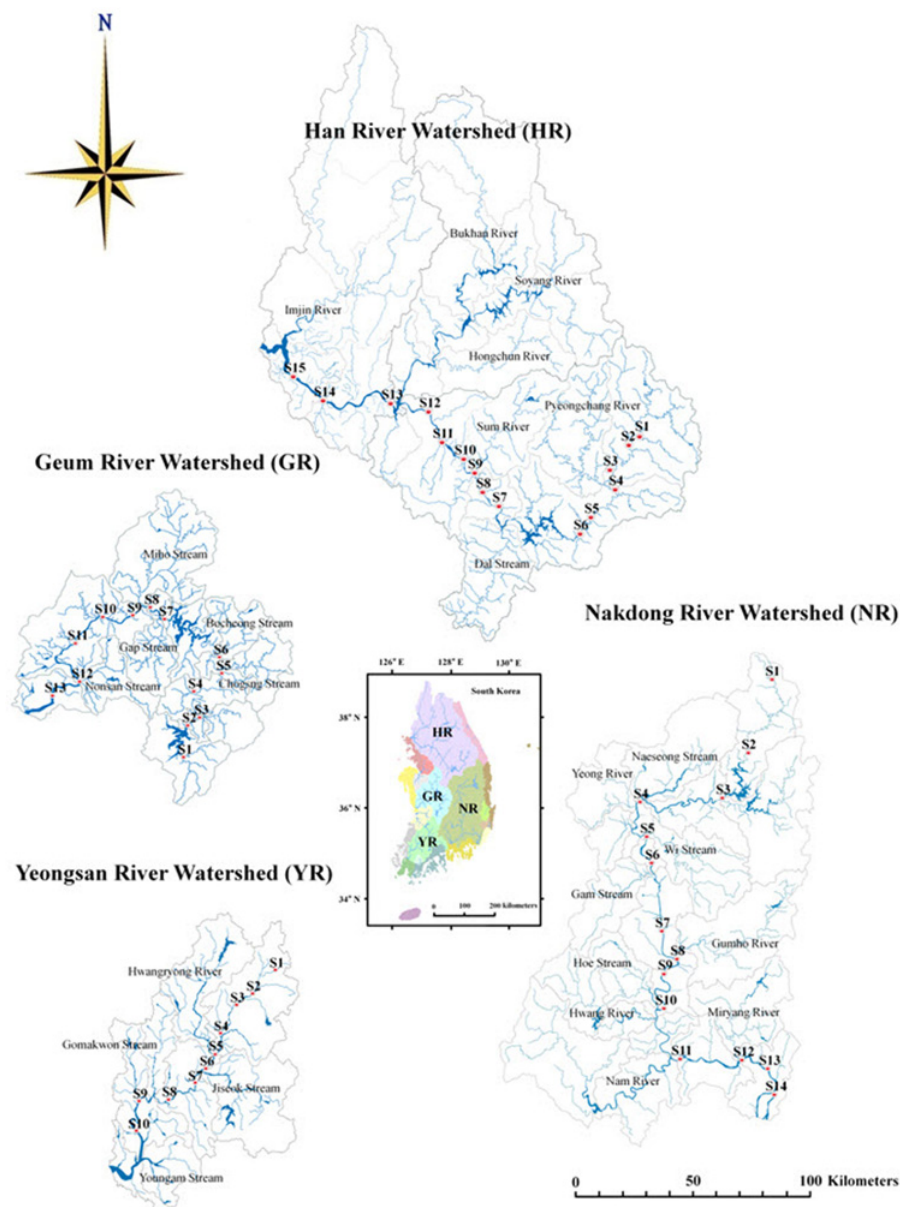 N
Han River Watershed (HR)
Bukhan River
Soyang River
Imjin River
Hongchun River
S15
S14
S13
S12
Pyeongchang River
S11
Sum River
S2
S1
S10
S9
S3
S8
S4
S7
S5
S6
Dal Stream
Geum River Watershed (GR)
Miho Stream
S10
S9
S8
S7
Bocheong Stream
S11
Gap Stream
S6
S5
S12
S13
Nonsan Stream
S4
Chogang Stream
S3
S2
S1
Nakdong River Watershed (NR)
S1
S2
Naeseong Stream
Yeong River
S4
S3
S5
S6
Wi Stream
Gam Stream
S7
S8
Gumho River
Hoe Stream
S9
S10
Hwang River
Miryang River
S11
S12
S13
Nam River
S14
126° E
128° E
130° E
South Korea
38° N
HR
36° N
GR
NR
YR
34° N
0 100 200 Kilometers
Yeongsan River Watershed (YR)
S1
Hwangryong River
S2
S3
S4
Gomakwon Stream
S5
S6
S7
Jiseok Stream
S9
S8
S10
Youngam Stream
0 20 40 60 80 100 Kilometers